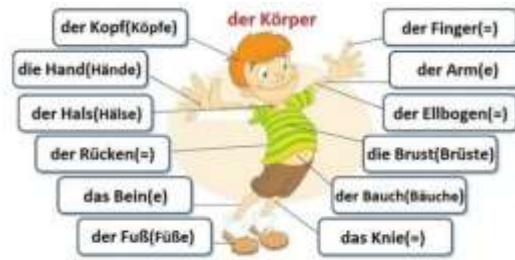 der Körper
der Kopf(Köpfe)
die Hand(Hände)
der Hals(Hälse)
der Rücken(=)
das Bein(e)
der Fuß(Füße)
der Finger(=)
der Arm(e)
der Ellbogen(=)
die Brust(Brüste)
der Bauch(Bäuche)
das Knie(=)